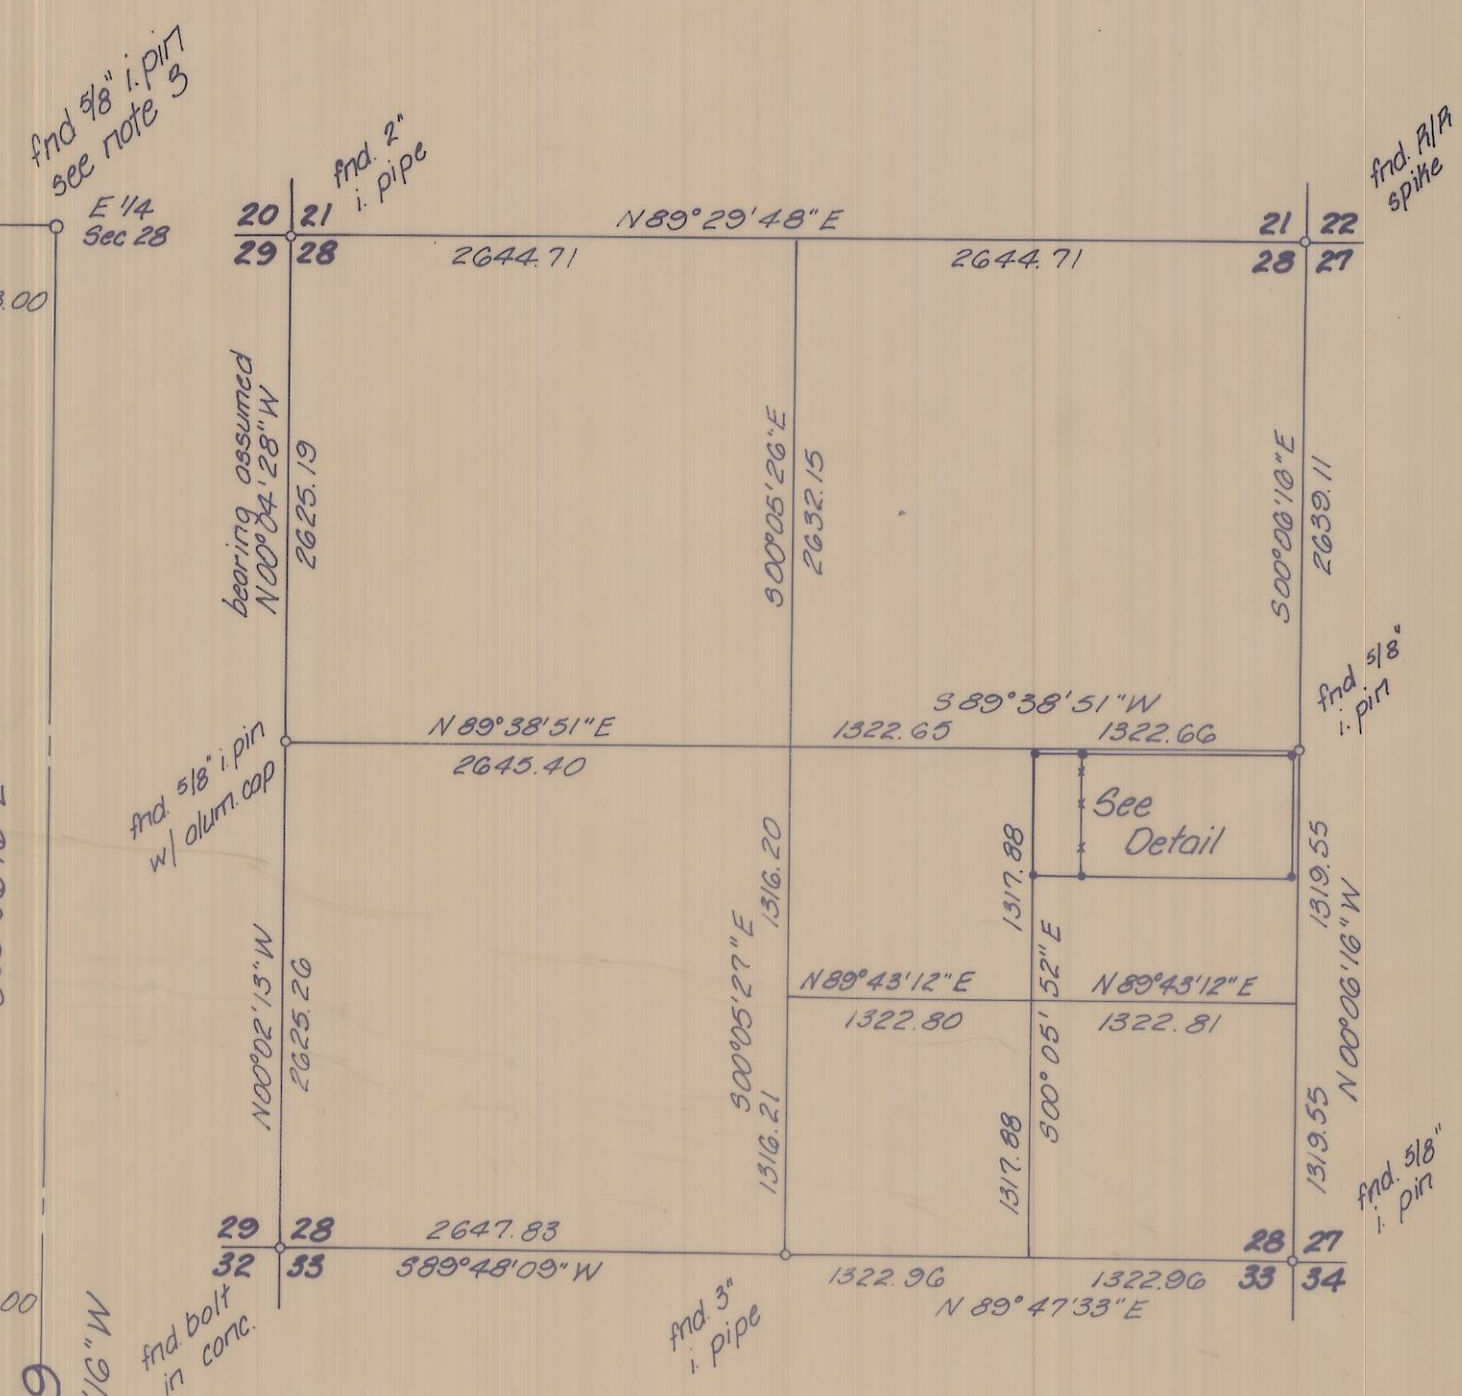 fnd 5/8" i.pin
see note 3
E 1/4
Sec 28
20 21
29 28
fnd. 2"
i. pipe
N89°29'48"E
2644.71
2644.71
21 22
28 27
fnd. R/R
spike
bearing assumed
N00°04'28"W
2625.19
S00°05'26"E
2632.15
S00°06'16"E
2639.11
fnd 5/8"
i. pin
S89°38'51"W
1322.65
1322.66
N89°38'51"E
2645.40
fnd. 5/8" i.pin
w/ alum. cap
See
Detail
1316.20
1317.88
1319.55
N00°06'16"W
N89°43'12"E
N89°43'12"E
1322.80
1322.81
N00°02'13"W
2625.26
S00°05'27"E
1316.21
S00°05'52"E
1317.88
1319.55
fnd. 5/8"
i. pin
29 28
32 33
2647.83
S89°48'09"W
fnd. bolt
in conc.
fnd. 3"
i. pipe
1322.96
1322.96
N 89°47'33"E
28 27
33 34
.00
00
16"W